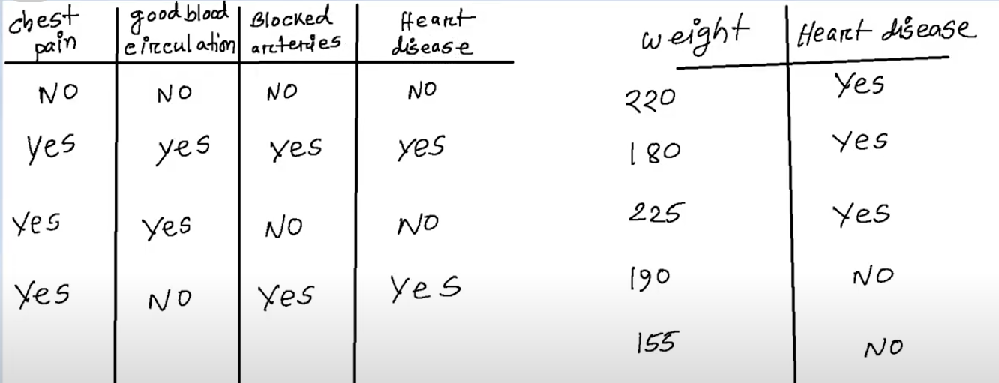 chest pain | good blood circulation | Blocked arteries | Heart disease
NO | NO | NO | NO
yes | yes | yes | yes
yes | yes | NO | NO
Yes | NO | Yes | Yes
weight | Heart disease
220 | Yes
180 | Yes
225 | Yes
190 | NO
155 | NO